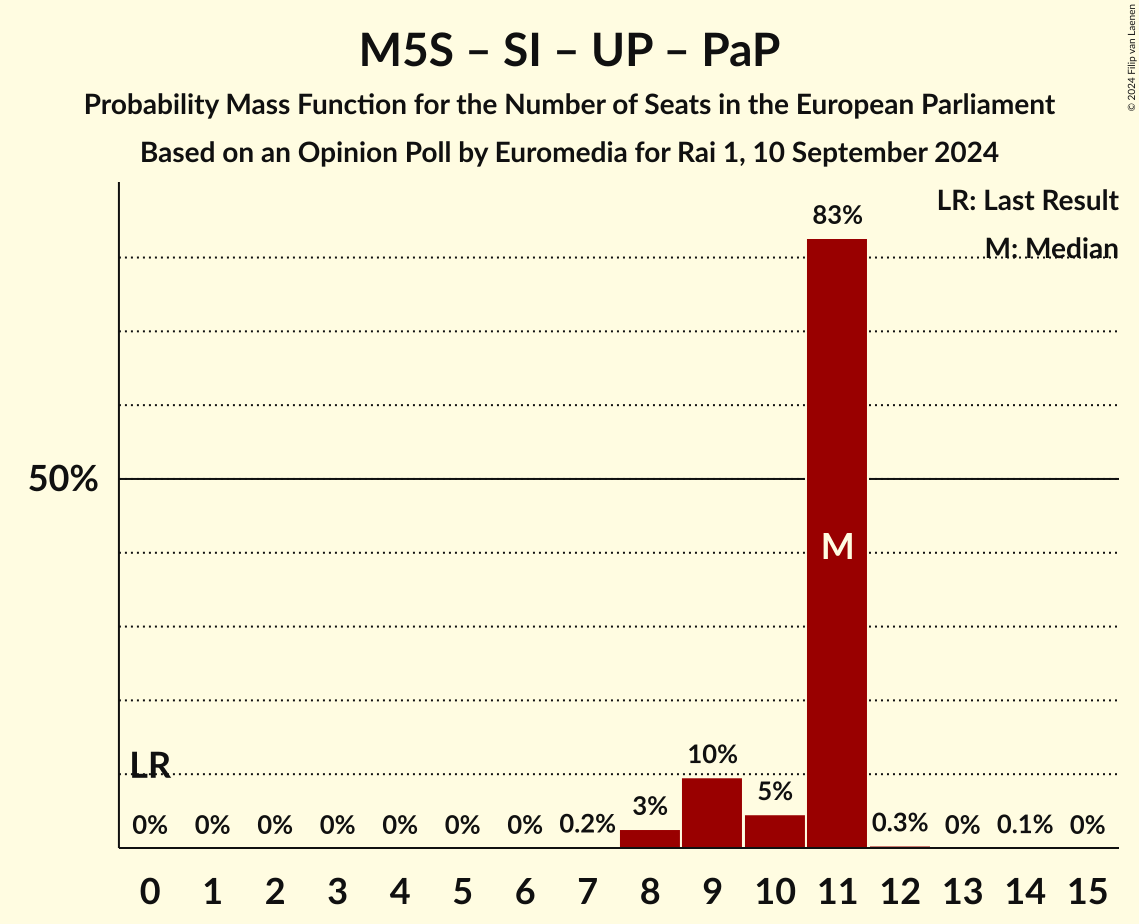 M5S – SI – UP – PaP
Probability Mass Function for the Number of Seats in the European Parliament
Based on an Opinion Poll by Euromedia for Rai 1, 10 September 2024
© 2024 Filip van Laenen
LR: Last Result
M: Median
83%
50%
M
LR
10%
5%
3%
0% 0% 0% 0% 0% 0% 0% 0.2% 0.3% 0% 0.1% 0%
0 1 2 3 4 5 6 7 8 9 10 11 12 13 14 15